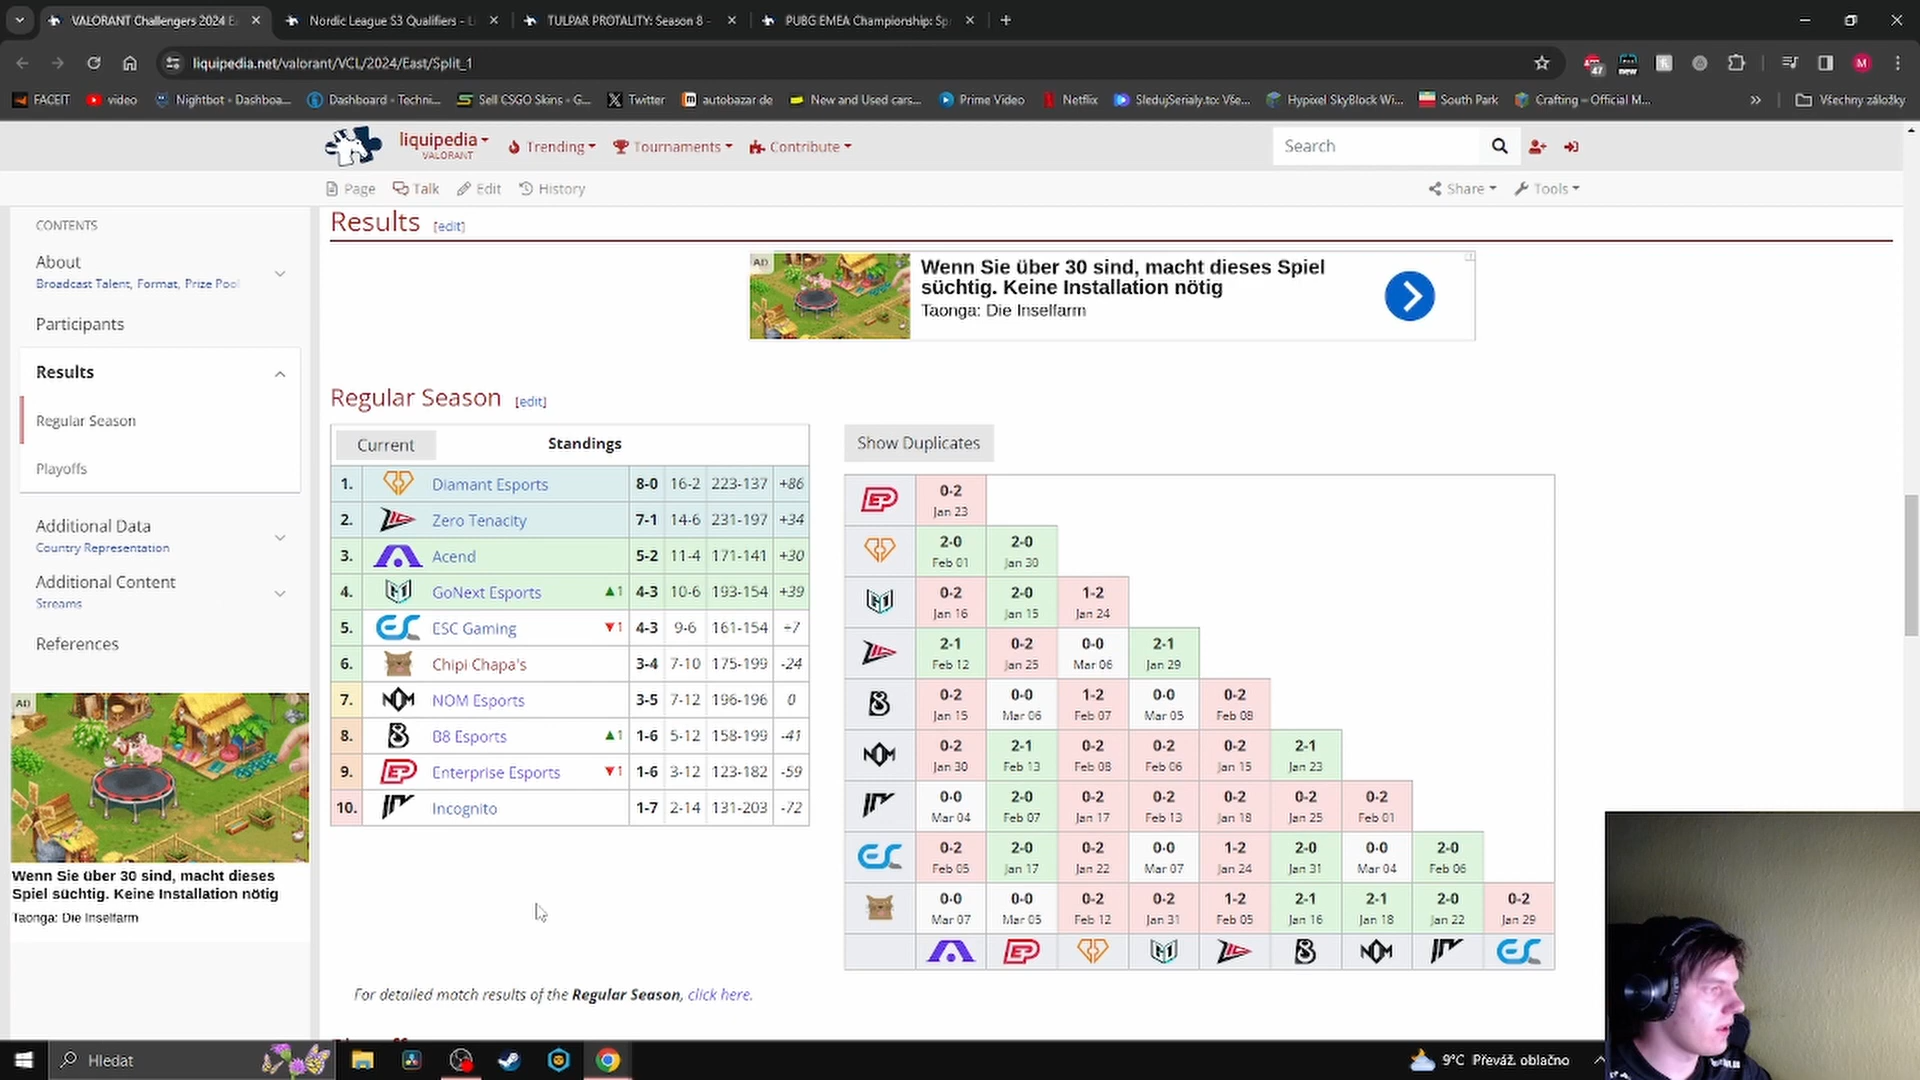 VALORANT Challengers 2024 E
Nordic League S3 Qualifiers - L
TULPAR PROTALITY: Season 8 -
PUBG EMEA Championship: Sp
liquipedia.net/valorant/VCL/2024/East/Split_1
47
new
M
FACEIT
video
Nightbot - Dashboa...
Dashboard - Techni...
Sell CSGO Skins - G...
Twitter
autobazar de
New and Used cars...
Prime Video
Netflix
SledujSerialy.to: Vše...
Hypixel SkyBlock Wi...
South Park
Crafting – Official M...
Všechny záložky
liquipedia
VALORANT
Trending
Tournaments
Contribute
Search
Page
Talk
Edit
History
Share
Tools
CONTENTS
About
Broadcast Talent, Format, Prize Pool
Participants
Results
Regular Season
Playoffs
Additional Data
Country Representation
Additional Content
Streams
References
AD
Wenn Sie über 30 sind, macht dieses
Spiel süchtig. Keine Installation nötig
Taonga: Die Inselfarm
Results [edit]
AD
Wenn Sie über 30 sind, macht dieses Spiel
süchtig. Keine Installation nötig
Taonga: Die Inselfarm
Regular Season [edit]
Current Standings
1. Diamant Esports 8-0 16-2 223-137 +86
2. Zero Tenacity 7-1 14-6 231-197 +34
3. Acend 5-2 11-4 171-141 +30
4. GoNext Esports ▲1 4-3 10-6 193-154 +39
5. ESC Gaming ▼1 4-3 9-6 161-154 +7
6. Chipi Chapa's 3-4 7-10 175-199 -24
7. NOM Esports 3-5 7-12 196-196 0
8. B8 Esports ▲1 1-6 5-12 158-199 -41
9. Enterprise Esports ▼1 1-6 3-12 123-182 -59
10. Incognito 1-7 2-14 131-203 -72
Show Duplicates
0-2
Jan 23
2-0 2-0
Feb 01 Jan 30
0-2 2-0 1-2
Jan 16 Jan 15 Jan 24
2-1 0-2 0-0 2-1
Feb 12 Jan 25 Mar 06 Jan 29
0-2 0-0 1-2 0-0 0-2
Jan 15 Mar 06 Feb 07 Mar 05 Feb 08
0-2 2-1 0-2 0-2 0-2 2-1
Jan 30 Feb 13 Feb 08 Feb 06 Jan 15 Jan 23
0-0 2-0 0-2 0-2 0-2 0-2 0-2
Mar 04 Feb 07 Jan 17 Feb 13 Jan 18 Jan 25 Feb 01
0-2 2-0 0-2 0-0 1-2 2-0 0-0 2-0
Feb 05 Jan 17 Jan 22 Mar 07 Jan 24 Jan 31 Mar 04 Feb 06
0-0 0-0 0-2 0-2 1-2 2-1 2-1 2-0 0-2
Mar 07 Mar 05 Feb 12 Jan 31 Feb 05 Jan 16 Jan 18 Jan 22 Jan 29
For detailed match results of the Regular Season, click here.
Hledat
9°C Převáž. oblačno